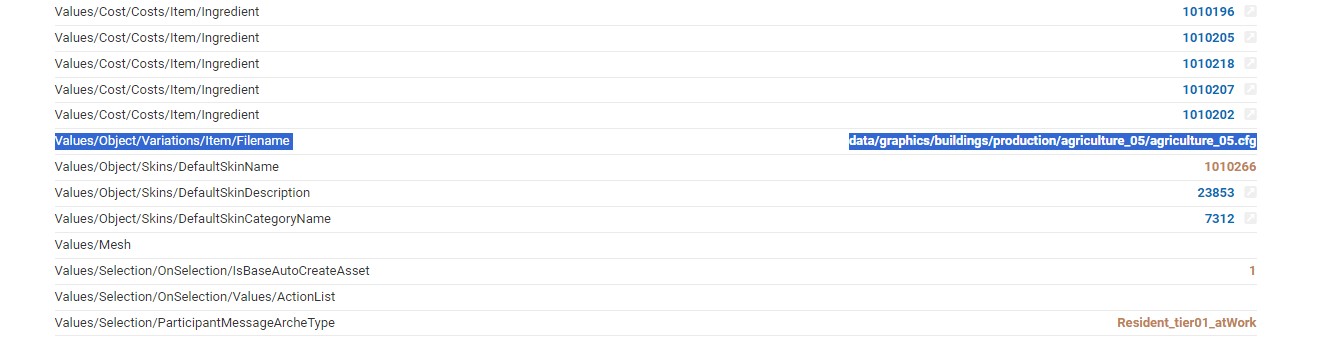 Values/Cost/Costs/Item/Ingredient 1010196
Values/Cost/Costs/Item/Ingredient 1010205
Values/Cost/Costs/Item/Ingredient 1010218
Values/Cost/Costs/Item/Ingredient 1010207
Values/Cost/Costs/Item/Ingredient 1010202
Values/Object/Variations/Item/Filename data/graphics/buildings/production/agriculture_05/agriculture_05.cfg
Values/Object/Skins/DefaultSkinName 1010266
Values/Object/Skins/DefaultSkinDescription 23853
Values/Object/Skins/DefaultSkinCategoryName 7312
Values/Mesh
Values/Selection/OnSelection/IsBaseAutoCreateAsset 1
Values/Selection/OnSelection/Values/ActionList
Values/Selection/ParticipantMessageArcheType Resident_tier01_atWork